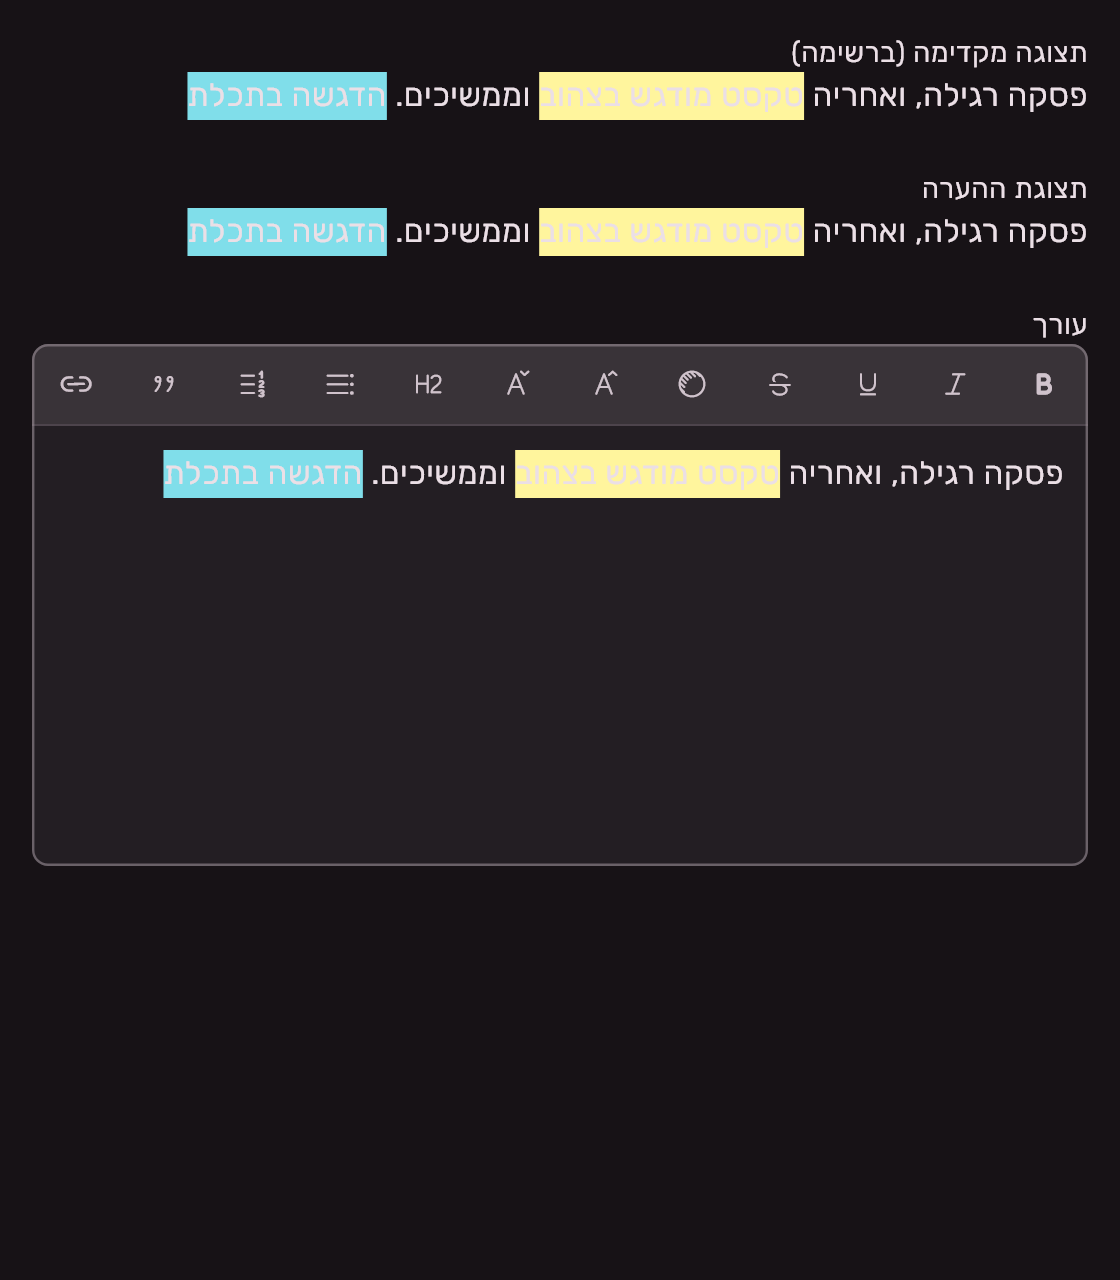 תצוגה מקדימה (ברשימה)
פסקה רגילה, ואחריה טקסט מודגש בצהוב וממשיכים. הדגשה בתכלת
תצוגת ההערה
פסקה רגילה, ואחריה טקסט מודגש בצהוב וממשיכים. הדגשה בתכלת
עורך
B I U S A A H2 123
פסקה רגילה, ואחריה טקסט מודגש בצהוב וממשיכים. הדגשה בתכלת